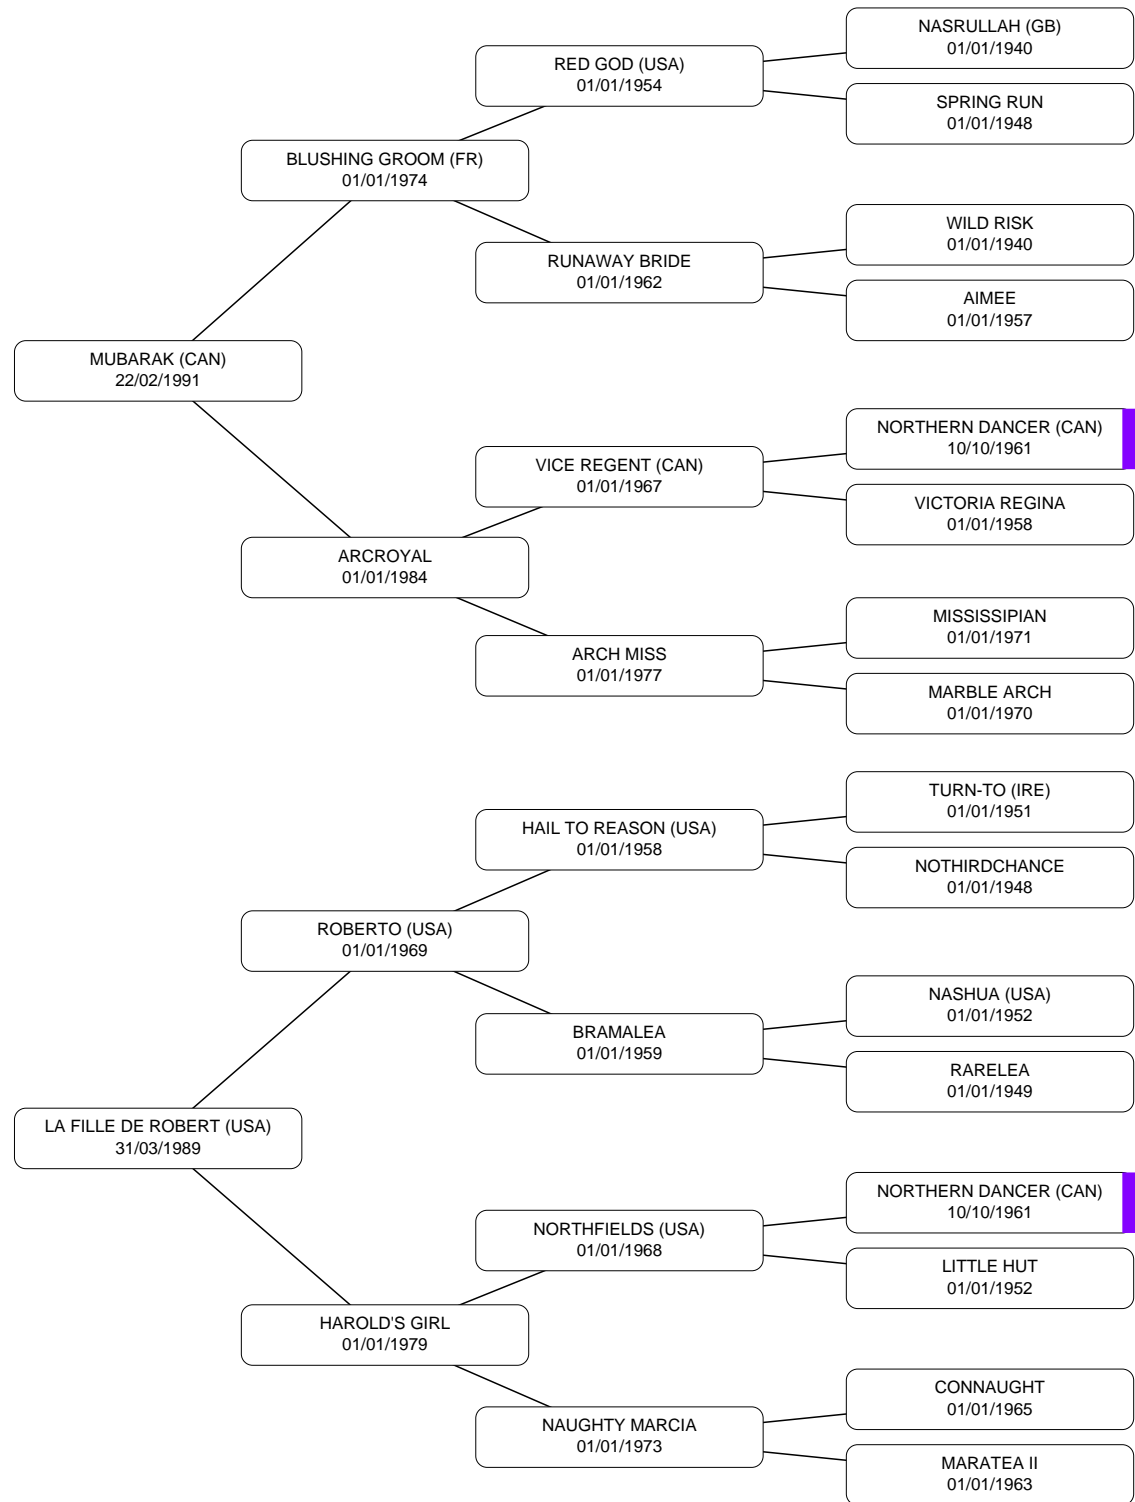 NASRULLAH (GB)
01/01/1940
RED GOD (USA)
01/01/1954
SPRING RUN
01/01/1948
BLUSHING GROOM (FR)
01/01/1974
WILD RISK
01/01/1940
RUNAWAY BRIDE
01/01/1962
AIMEE
01/01/1957
MUBARAK (CAN)
22/02/1991
NORTHERN DANCER (CAN)
10/10/1961
VICE REGENT (CAN)
01/01/1967
VICTORIA REGINA
01/01/1958
ARCROYAL
01/01/1984
MISSISSIPIAN
01/01/1971
ARCH MISS
01/01/1977
MARBLE ARCH
01/01/1970
TURN-TO (IRE)
01/01/1951
HAIL TO REASON (USA)
01/01/1958
NOTHIRDCHANCE
01/01/1948
ROBERTO (USA)
01/01/1969
NASHUA (USA)
01/01/1952
BRAMALEA
01/01/1959
RARELEA
01/01/1949
LA FILLE DE ROBERT (USA)
31/03/1989
NORTHERN DANCER (CAN)
10/10/1961
NORTHFIELDS (USA)
01/01/1968
LITTLE HUT
01/01/1952
HAROLD'S GIRL
01/01/1979
CONNAUGHT
01/01/1965
NAUGHTY MARCIA
01/01/1973
MARATEA II
01/01/1963